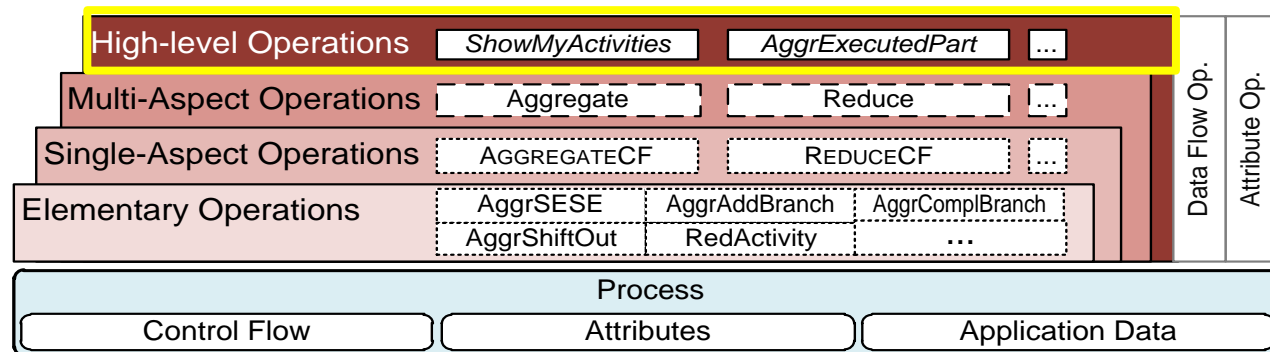 High-level Operations ShowMyActivities AggrExecutedPart ...
Multi-Aspect Operations Aggregate Reduce ...
Single-Aspect Operations AGGREGATECF REDUCECF ...
Elementary Operations AggrSESE AggrAddBranch AggrComplBranch
AggrShiftOut RedActivity ...
Data Flow Op.
Attribute Op.
Process
Control Flow Attributes Application Data